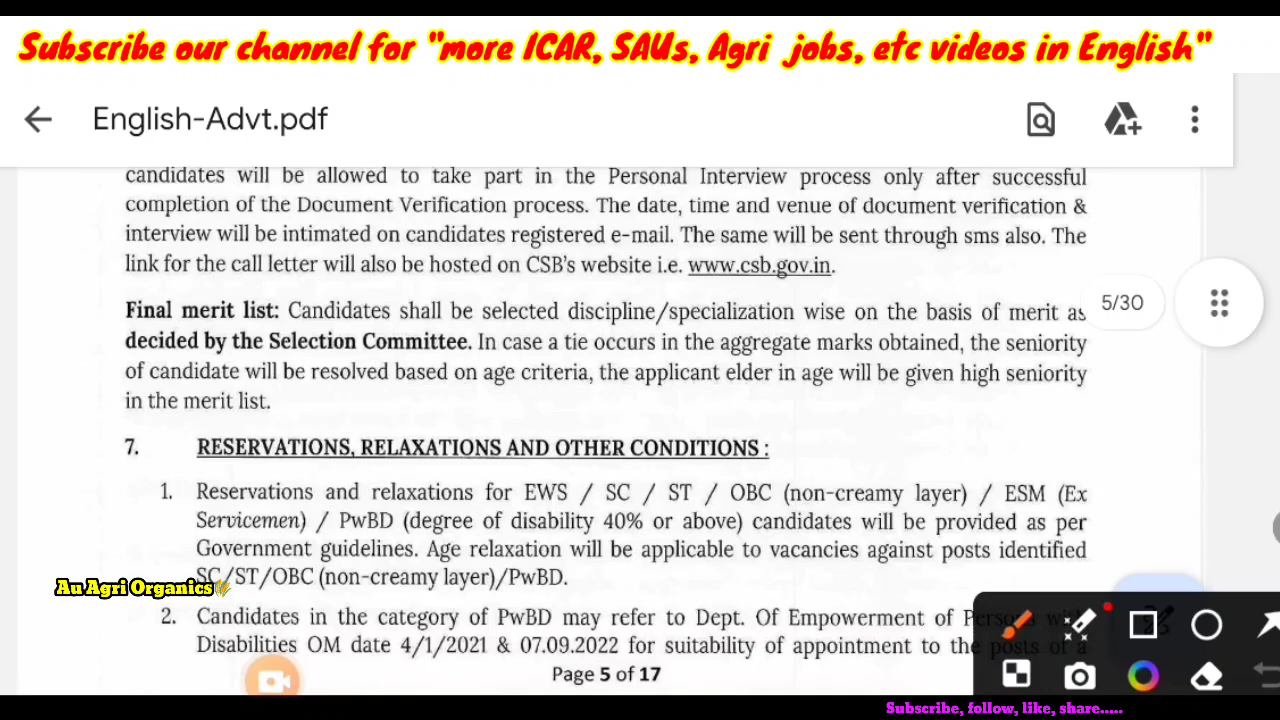 Subscribe our channel for "more ICAR, SAUs, Agri jobs, etc videos in English"
English-Advt.pdf
candidates will be allowed to take part in the Personal Interview process only after successful
completion of the Document Verification process. The date, time and venue of document verification &
interview will be intimated on candidates registered e-mail. The same will be sent through sms also. The
link for the call letter will also be hosted on CSB's website i.e. www.csb.gov.in.
5/30
Final merit list: Candidates shall be selected discipline/specialization wise on the basis of merit as
decided by the Selection Committee. In case a tie occurs in the aggregate marks obtained, the seniority
of candidate will be resolved based on age criteria, the applicant elder in age will be given high seniority
in the merit list.
7. RESERVATIONS, RELAXATIONS AND OTHER CONDITIONS :
1. Reservations and relaxations for EWS / SC / ST / OBC (non-creamy layer) / ESM (Ex
Servicemen) / PwBD (degree of disability 40% or above) candidates will be provided as per
Government guidelines. Age relaxation will be applicable to vacancies against posts identified
SC/ST/OBC (non-creamy layer)/PwBD.
Au Agri Organics
2. Candidates in the category of PwBD may refer to Dept. Of Empowerment of Persons with
Disabilities OM date 4/1/2021 & 07.09.2022 for suitability of appointment to the posts of a
Page 5 of 17
Subscribe, follow, like, share.....